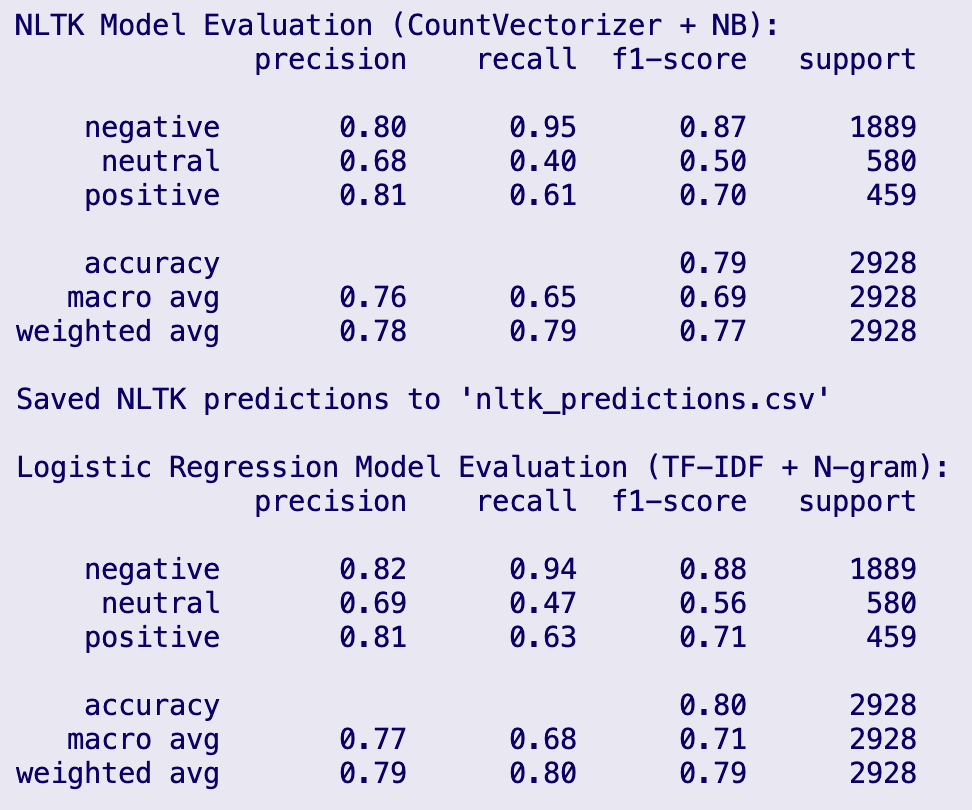 NLTK Model Evaluation (CountVectorizer + NB):
precision recall f1-score support
negative 0.80 0.95 0.87 1889
neutral 0.68 0.40 0.50 580
positive 0.81 0.61 0.70 459
accuracy 0.79 2928
macro avg 0.76 0.65 0.69 2928
weighted avg 0.78 0.79 0.77 2928
Saved NLTK predictions to 'nltk_predictions.csv'
Logistic Regression Model Evaluation (TF-IDF + N-gram):
precision recall f1-score support
negative 0.82 0.94 0.88 1889
neutral 0.69 0.47 0.56 580
positive 0.81 0.63 0.71 459
accuracy 0.80 2928
macro avg 0.77 0.68 0.71 2928
weighted avg 0.79 0.80 0.79 2928